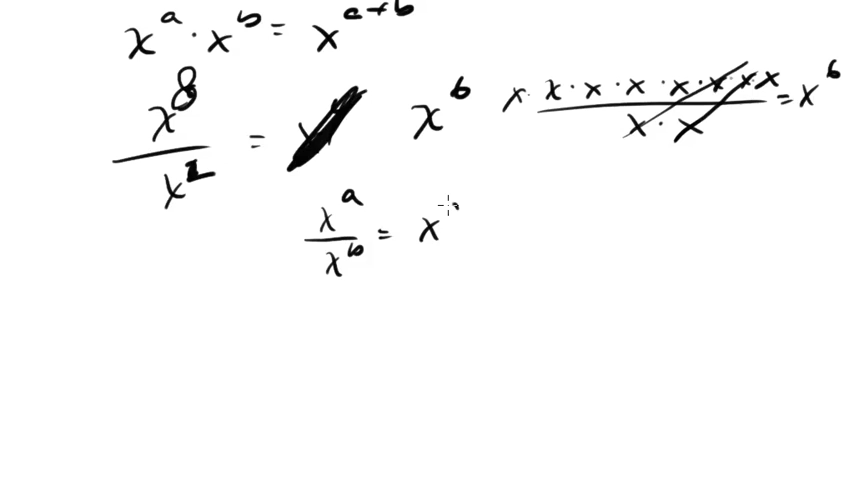 x^a · x^b = x^{a+b}
x^8 / x^2 = x^6
x · x · x · x · x · x · x x / x · x = x^6
x^a / x^b = x